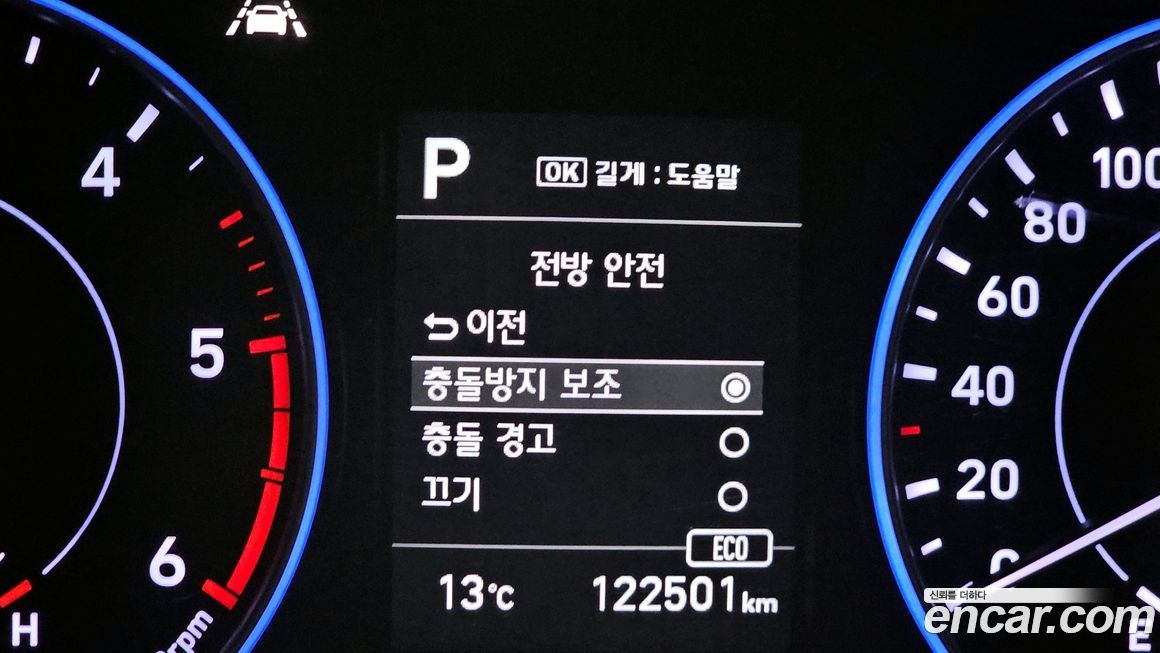 P
OK 길게 : 도움말
전방 안전
이전
충돌방지 보조
충돌 경고
끄기
ECO
13°C 122501 km
4
5
6
H
rpm
100
80
60
40
20
E
신뢰를 더하다
encar.com